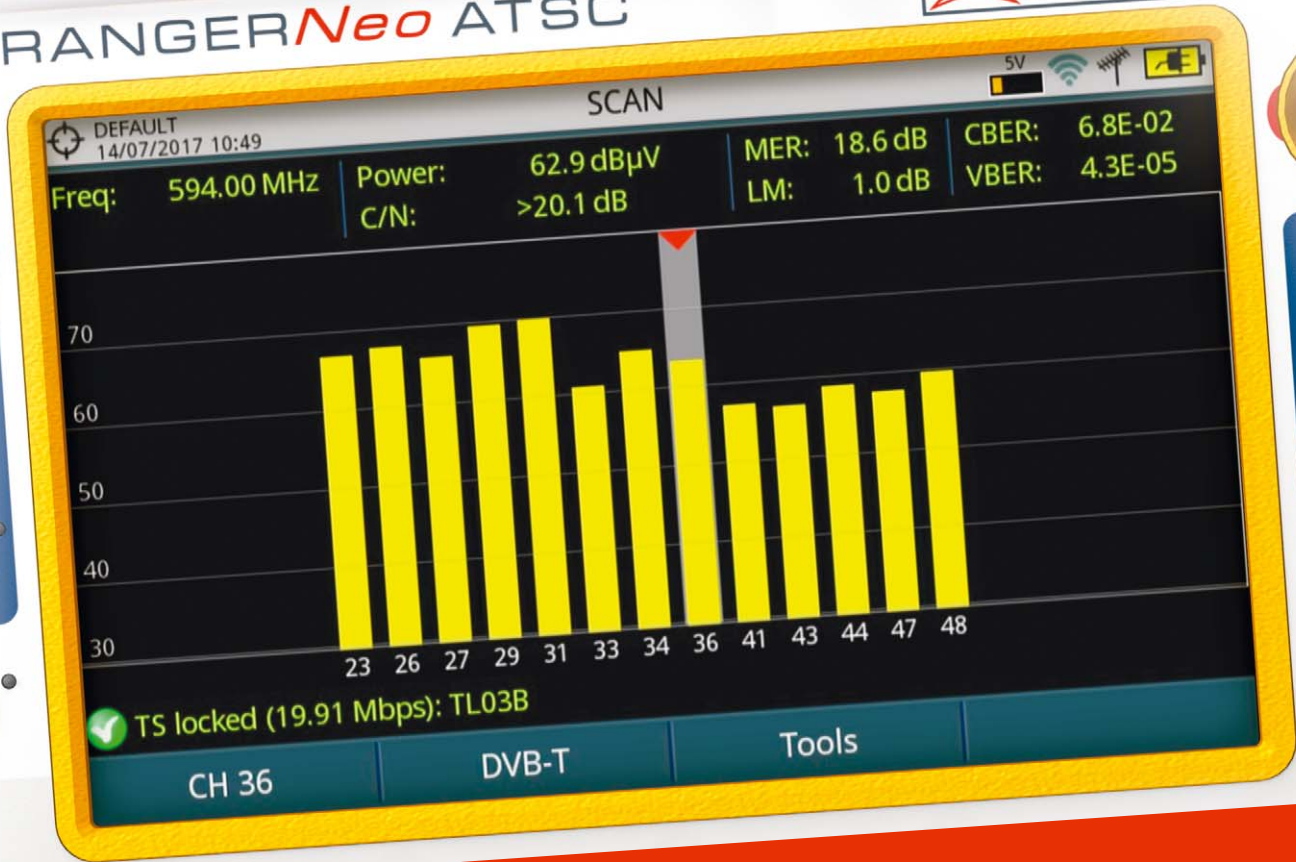 RANGERNeo ATSC
DEFAULT
14/07/2017 10:49
SCAN
5V
Freq: 594.00 MHz
Power: 62.9 dBµV
C/N: >20.1 dB
MER: 18.6 dB
LM: 1.0 dB
CBER: 6.8E-02
VBER: 4.3E-05
70
60
50
40
30
23 26 27 29 31 33 34 36 41 43 44 47 48
TS locked (19.91 Mbps): TL03B
CH 36 DVB-T Tools